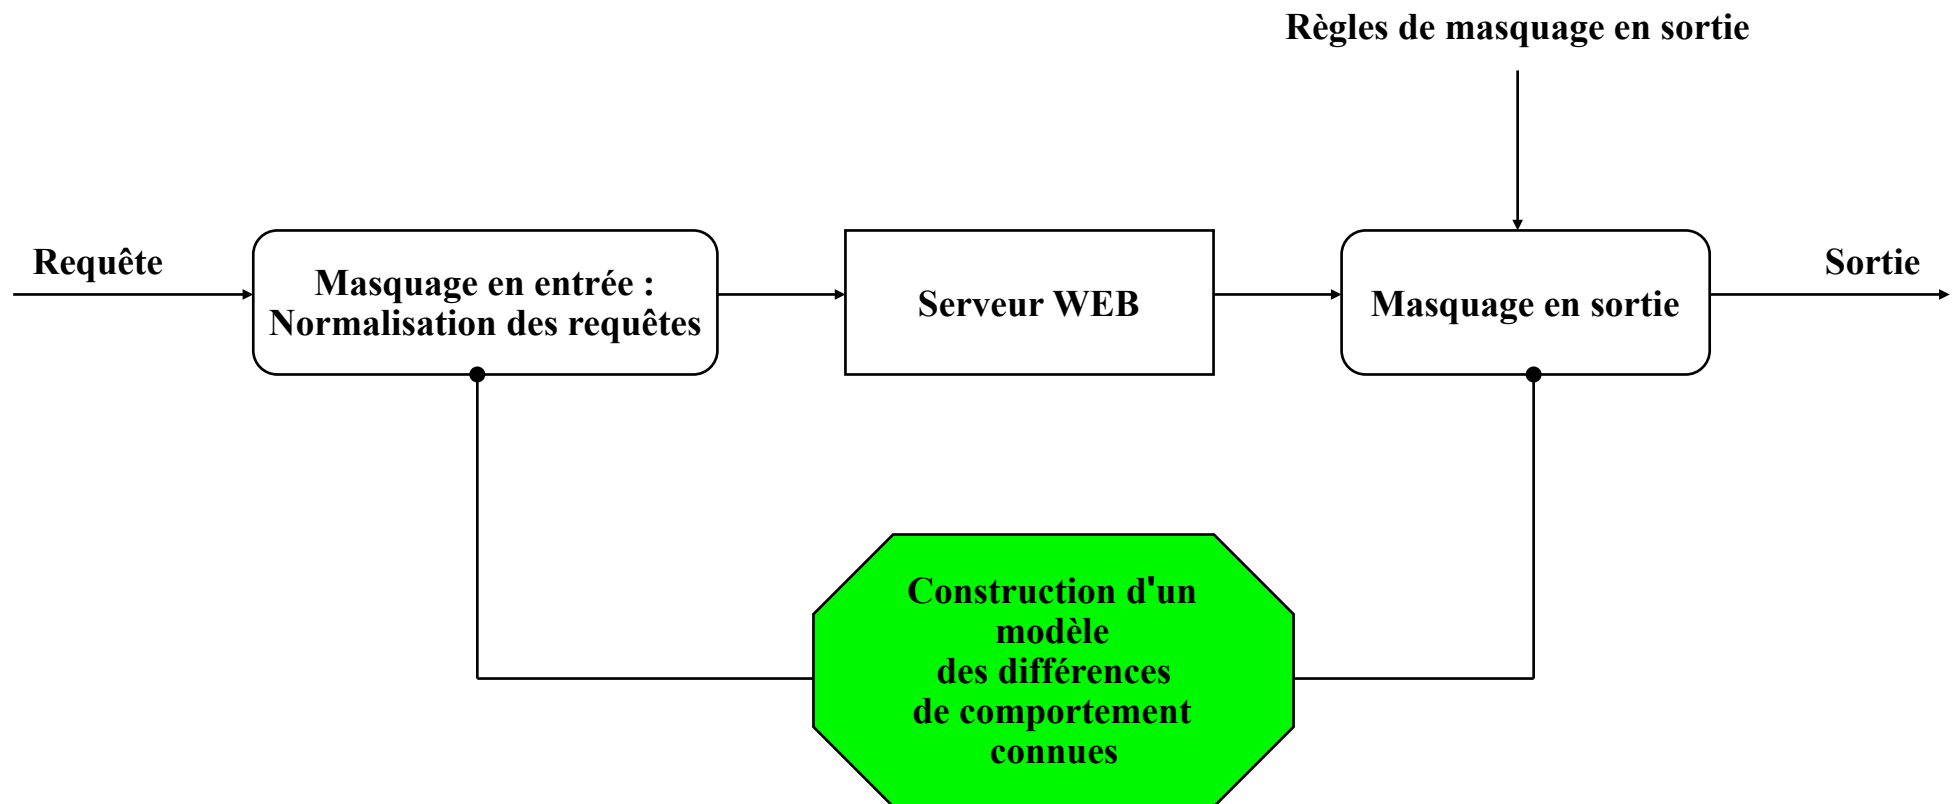 Règles de masquage en sortie
Requête
Masquage en entrée :
Normalisation des requêtes
Serveur WEB
Masquage en sortie
Sortie
Construction d'un
modèle
des différences
de comportement
connues